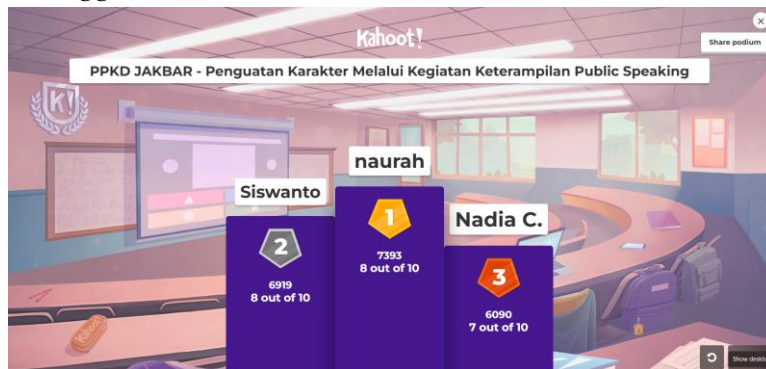 Kahoot!
Share podium
PPKD JAKBAR - Penguatan Karakter Melalui Kegiatan Keterampilan Public Speaking
K!
naurah
Siswanto
Nadia C.
1
7393
8 out of 10
2
6919
8 out of 10
3
6090
7 out of 10
Kahoot!